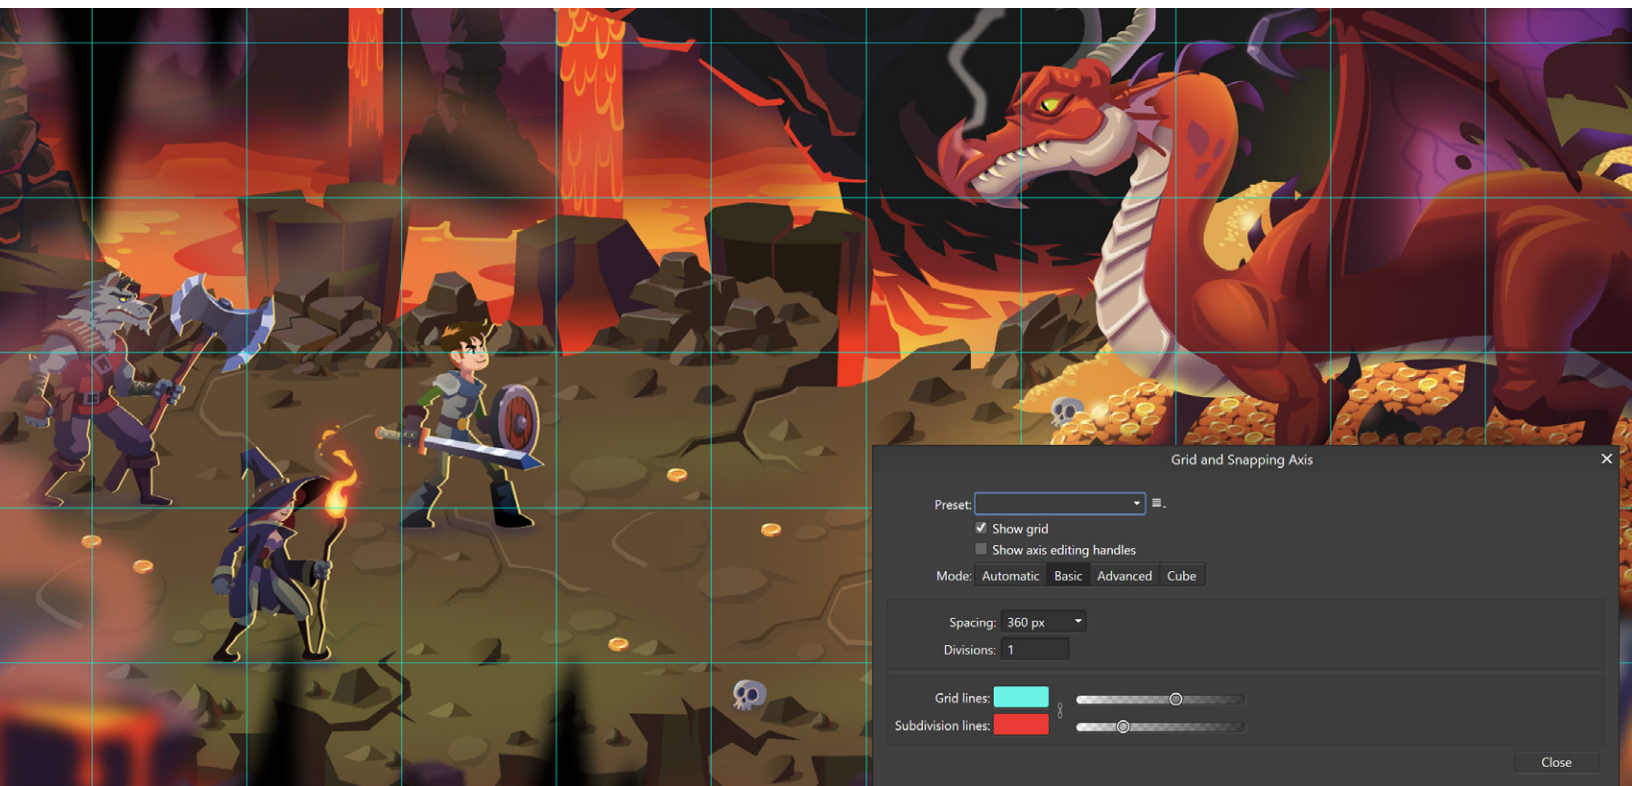 Grid and Snapping Axis
Preset:
Show grid
Show axis editing handles
Mode: Automatic Basic Advanced Cube
Spacing: 360 px
Divisions: 1
Grid lines:
Subdivision lines:
Close